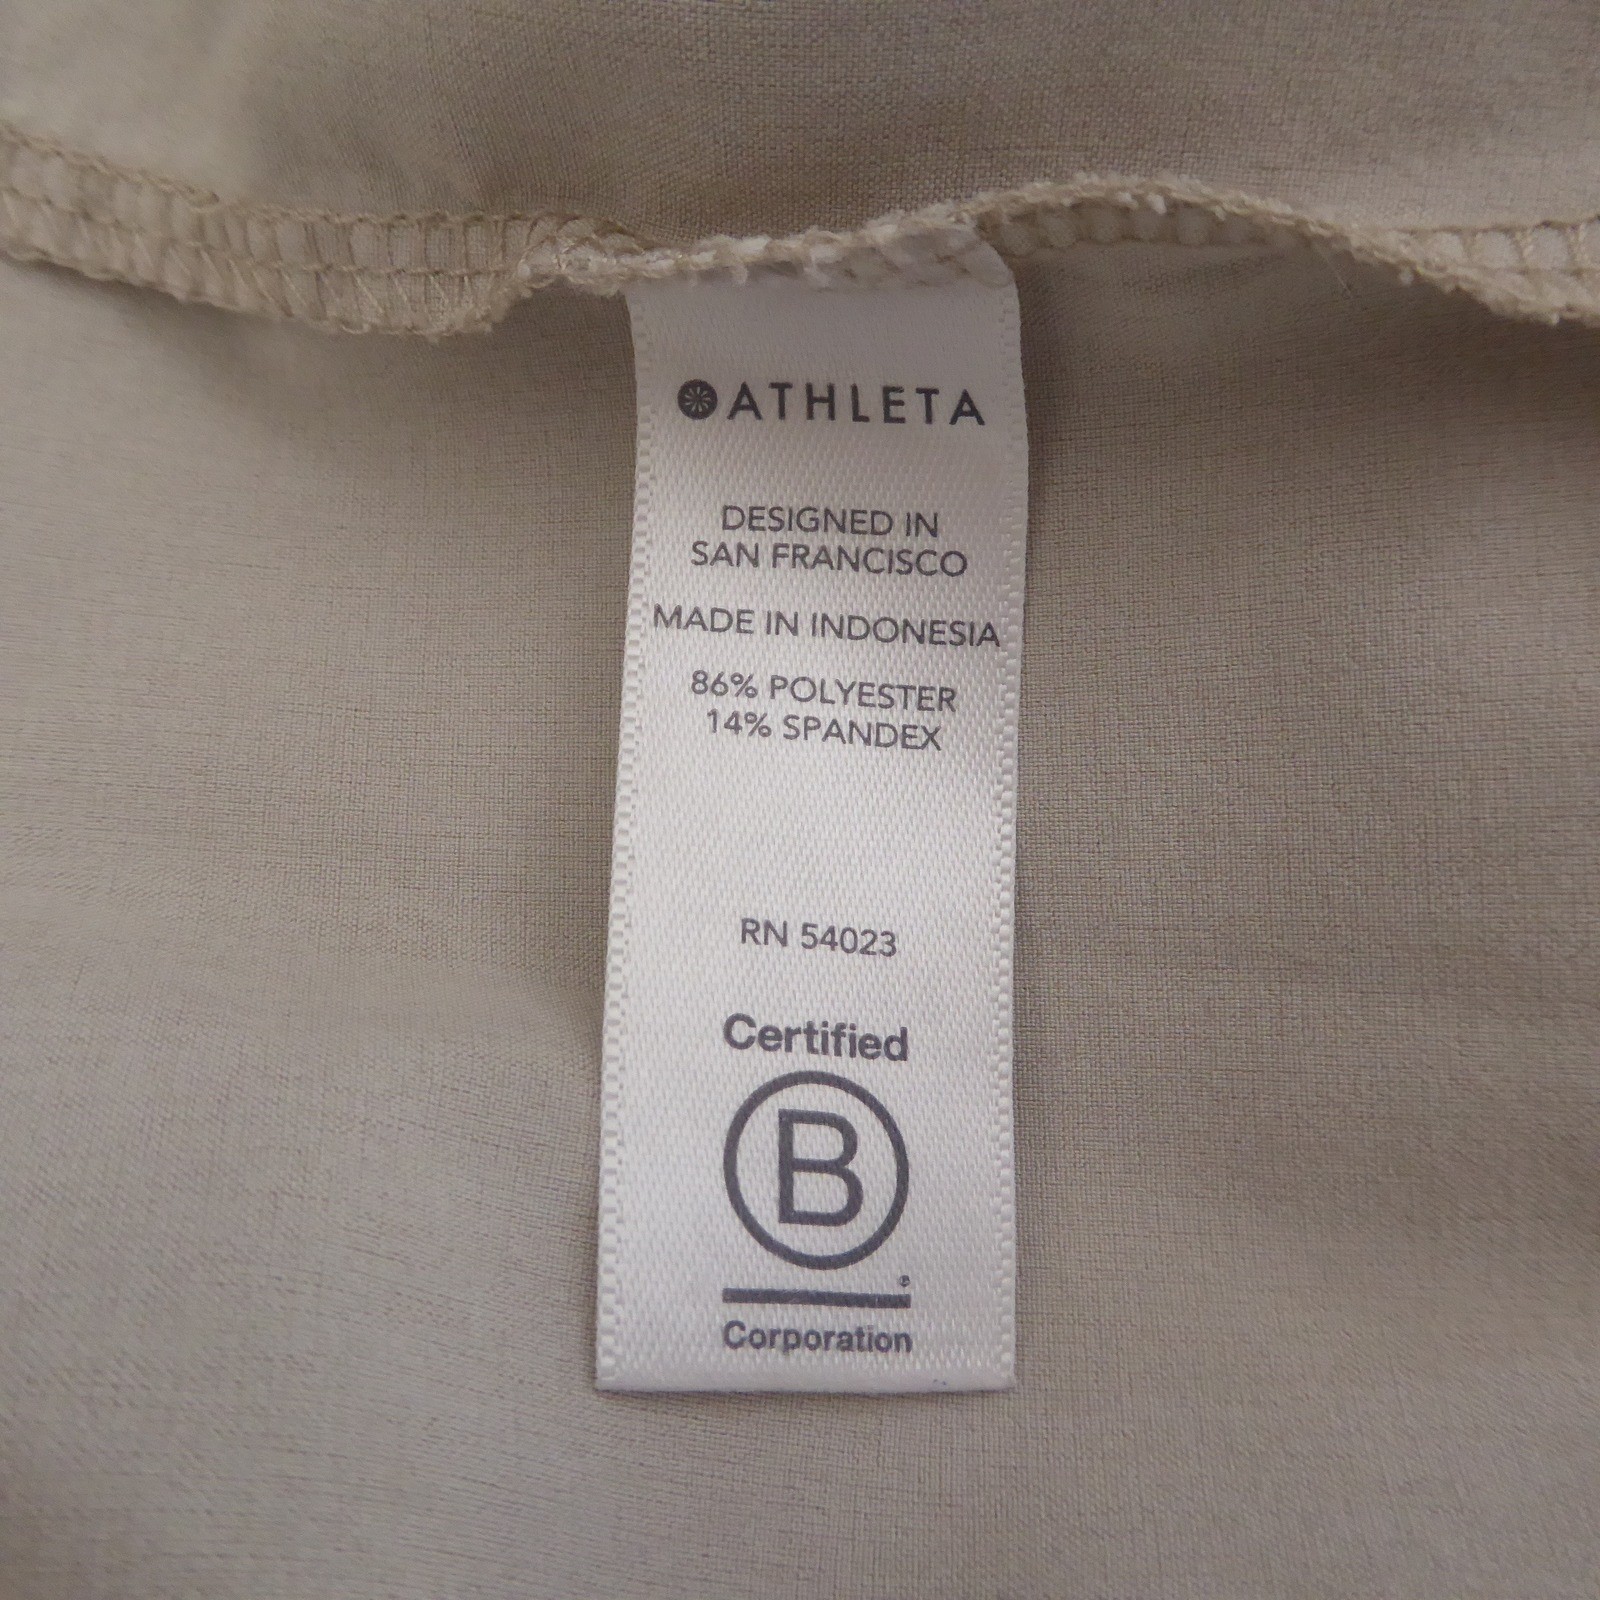 ATHLETA
DESIGNED IN
SAN FRANCISCO
MADE IN INDONESIA
86% POLYESTER
14% SPANDEX
RN 54023
Certified
B
®
Corporation